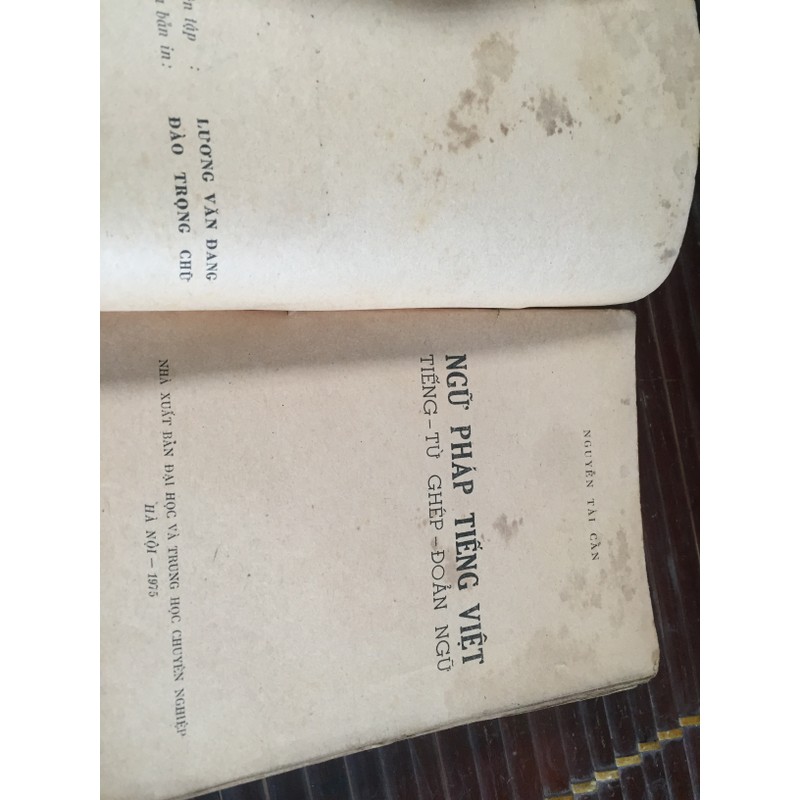 tập :
bản in:
LƯƠNG VĂN ĐANG
ĐÀO TRỌNG CHỮ
NGUYỄN TÀI CẨN
NGỮ PHÁP TIẾNG VIỆT
TIẾNG – TỪ GHÉP – ĐOẢN NGỮ
NHÀ XUẤT BẢN ĐẠI HỌC VÀ TRUNG HỌC CHUYÊN NGHIỆP
HÀ NỘI – 1975